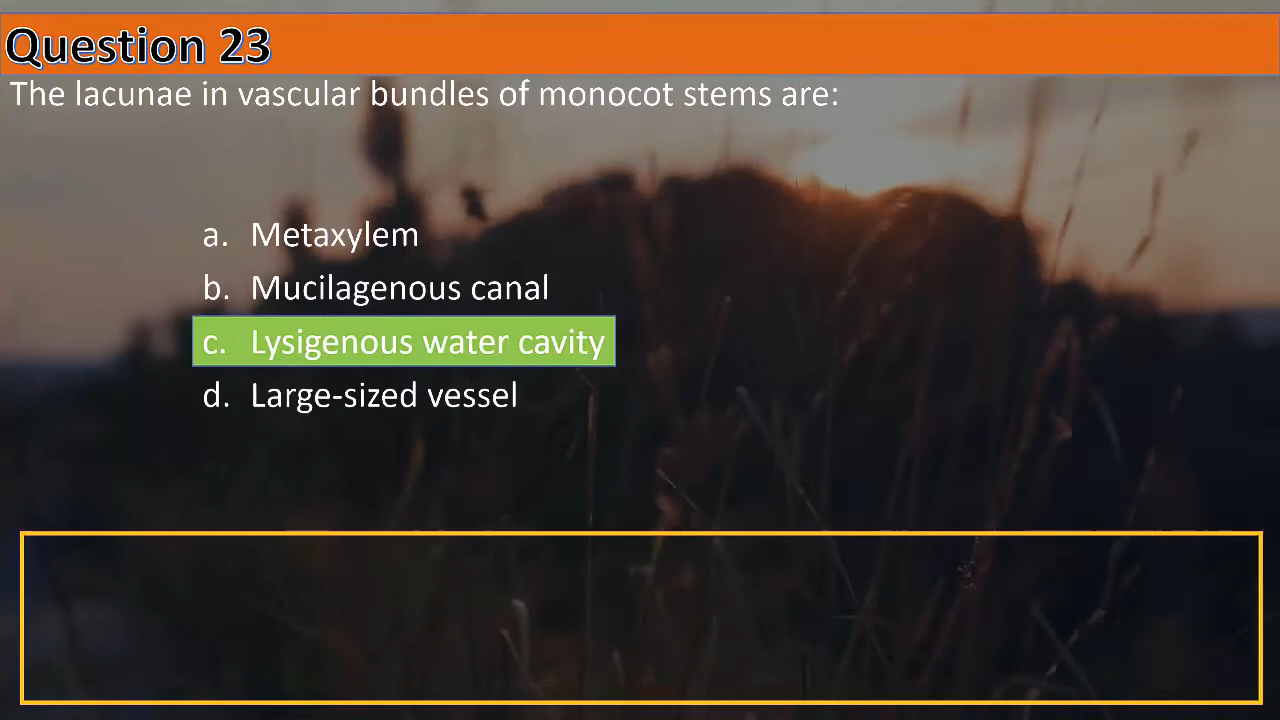 Question 23
The lacunae in vascular bundles of monocot stems are:
a. Metaxylem
b. Mucilagenous canal
c. Lysigenous water cavity
d. Large-sized vessel